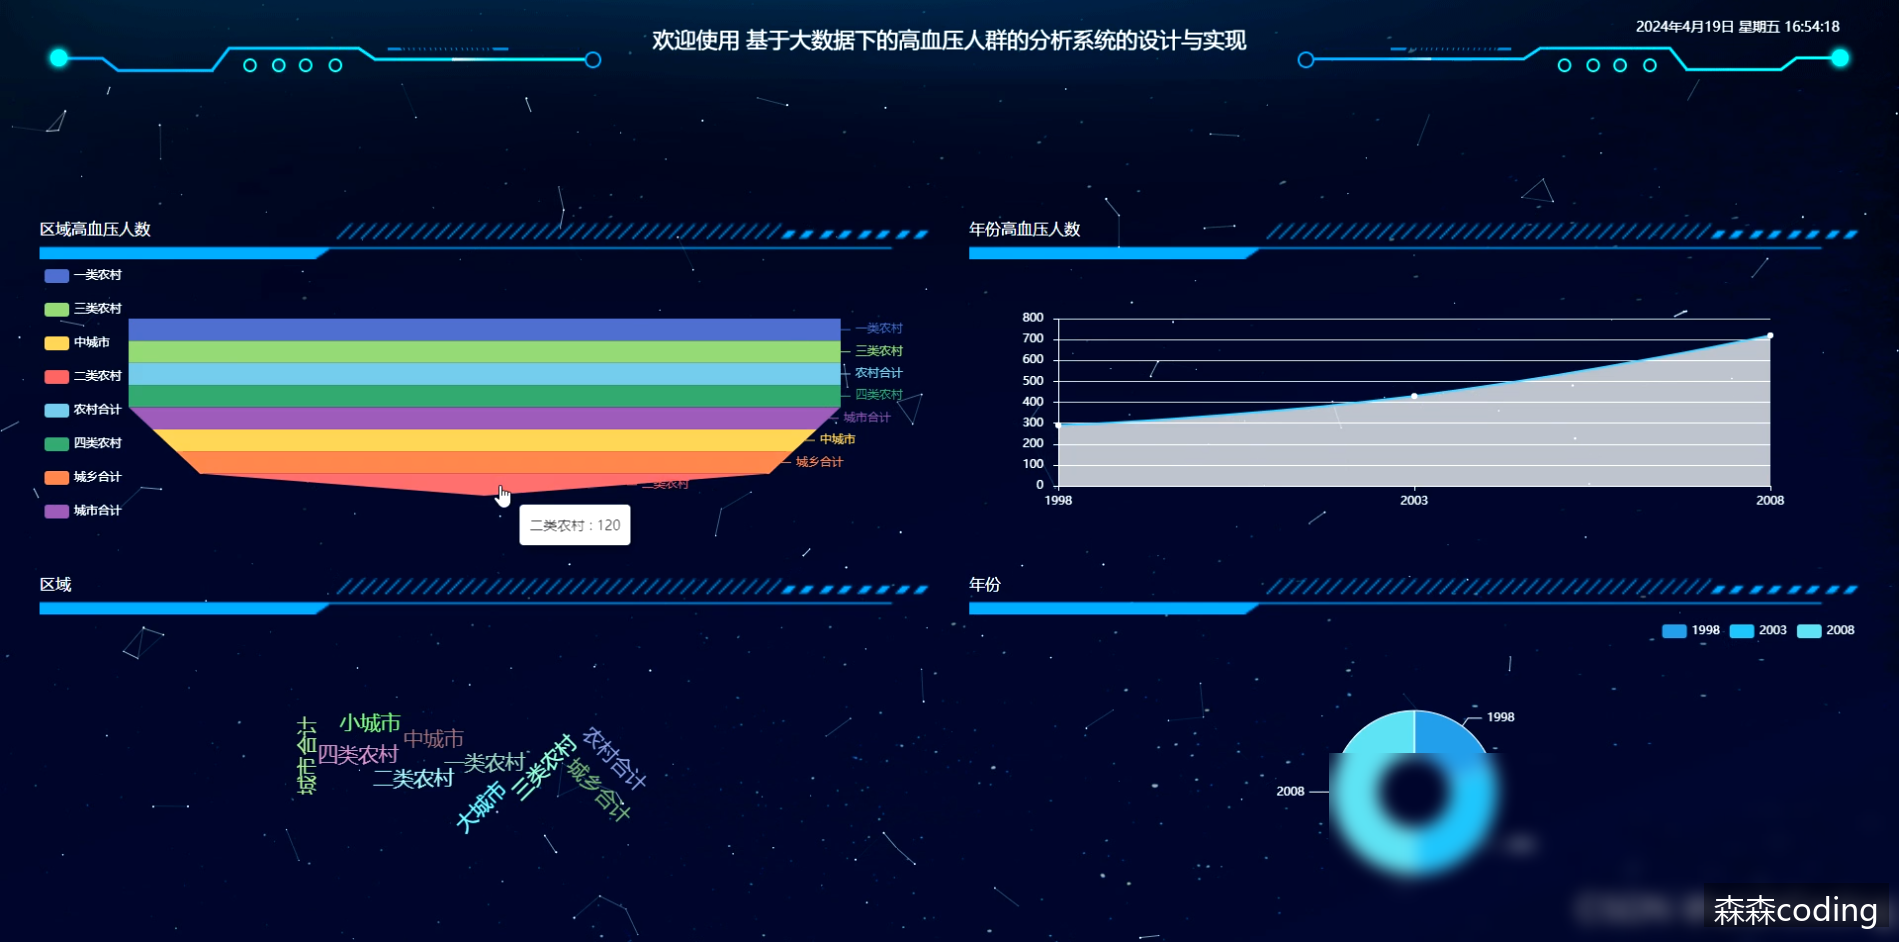 欢迎使用 基于大数据下的高血压人群的分析系统的设计与实现
2024年4月19日 星期五 16:54:18
区域高血压人数
一类农村
三类农村
中城市
二类农村
农村合计
四类农村
城乡合计
城市合计
一类农村
三类农村
农村合计
四类农村
城市合计
中城市
城乡合计
二类农村
二类农村 : 120
年份高血压人数
800
700
600
500
400
300
200
100
0
1998
2003
2008
区域
城市合计
小城市
四类农村
中城市
二类农村
一类农村
大城市
三类农村
农村合计
城乡合计
年份
1998
2003
2008
1998
2008
森森coding